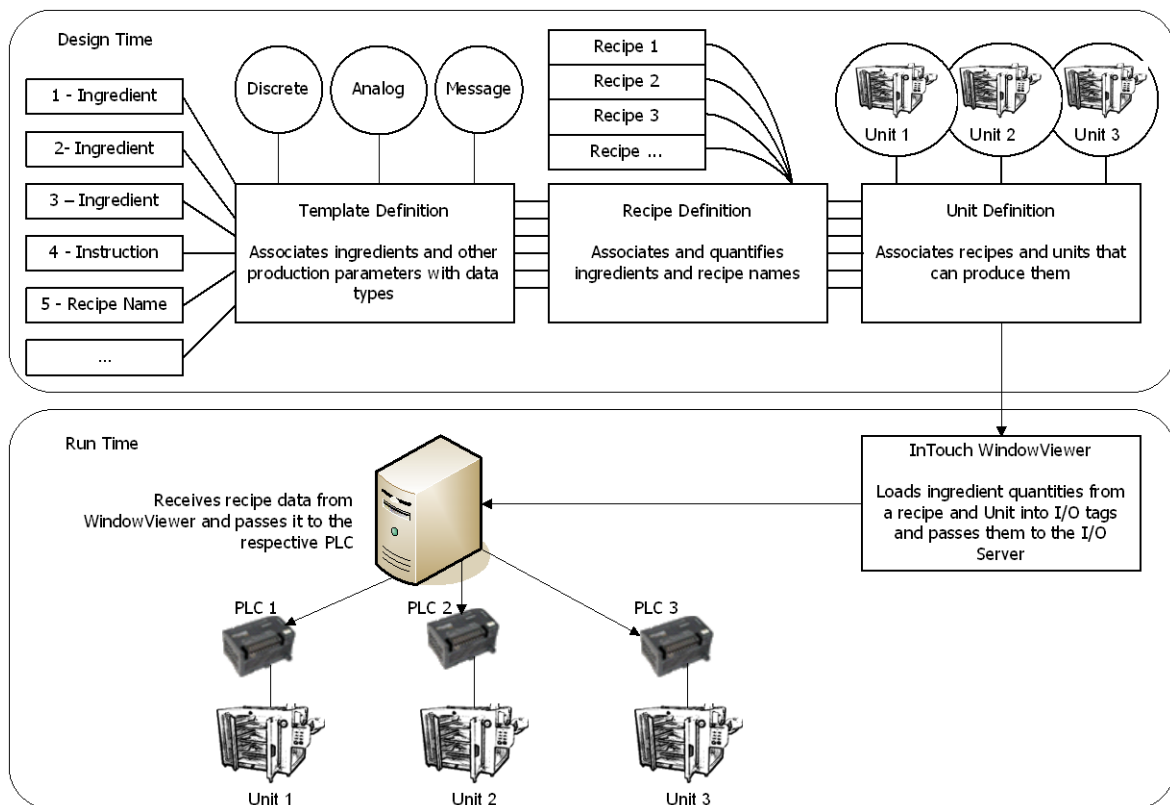 Design Time
1 - Ingredient
2- Ingredient
3 – Ingredient
4 - Instruction
5 - Recipe Name
...
Discrete
Analog
Message
Recipe 1
Recipe 2
Recipe 3
Recipe ...
Unit 1
Unit 2
Unit 3
Template Definition
Associates ingredients and other
production parameters with data
types
Recipe Definition
Associates and quantifies
ingredients and recipe names
Unit Definition
Associates recipes and units that
can produce them
Run Time
Receives recipe data from
WindowViewer and passes it to the
respective PLC
InTouch WindowViewer
Loads ingredient quantities from
a recipe and Unit into I/O tags
and passes them to the I/O
Server
PLC 1
PLC 2
PLC 3
Unit 1
Unit 2
Unit 3